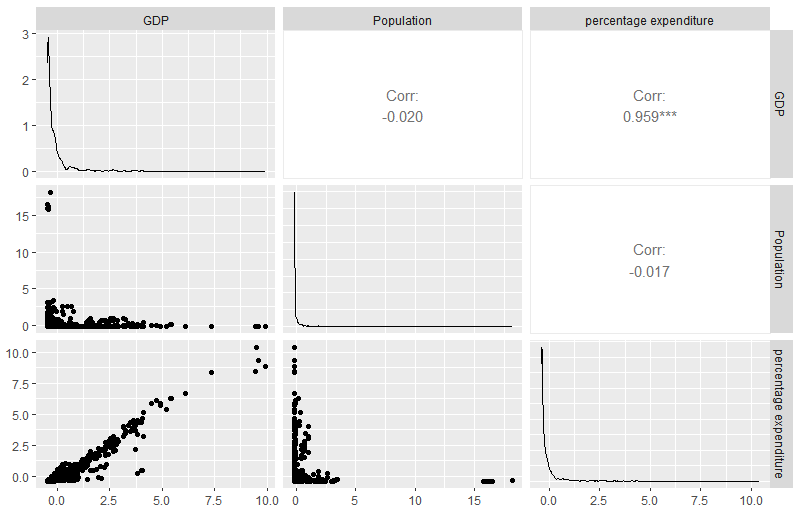 GDP
Population
percentage expenditure
3
2
1
0
Corr:
-0.020
Corr:
0.959***
GDP
15
10
5
0
Corr:
-0.017
Population
10.0
7.5
5.0
2.5
0.0
percentage expenditure
0.0 2.5 5.0 7.5 10.0
0 5 10 15
0.0 2.5 5.0 7.5 10.0